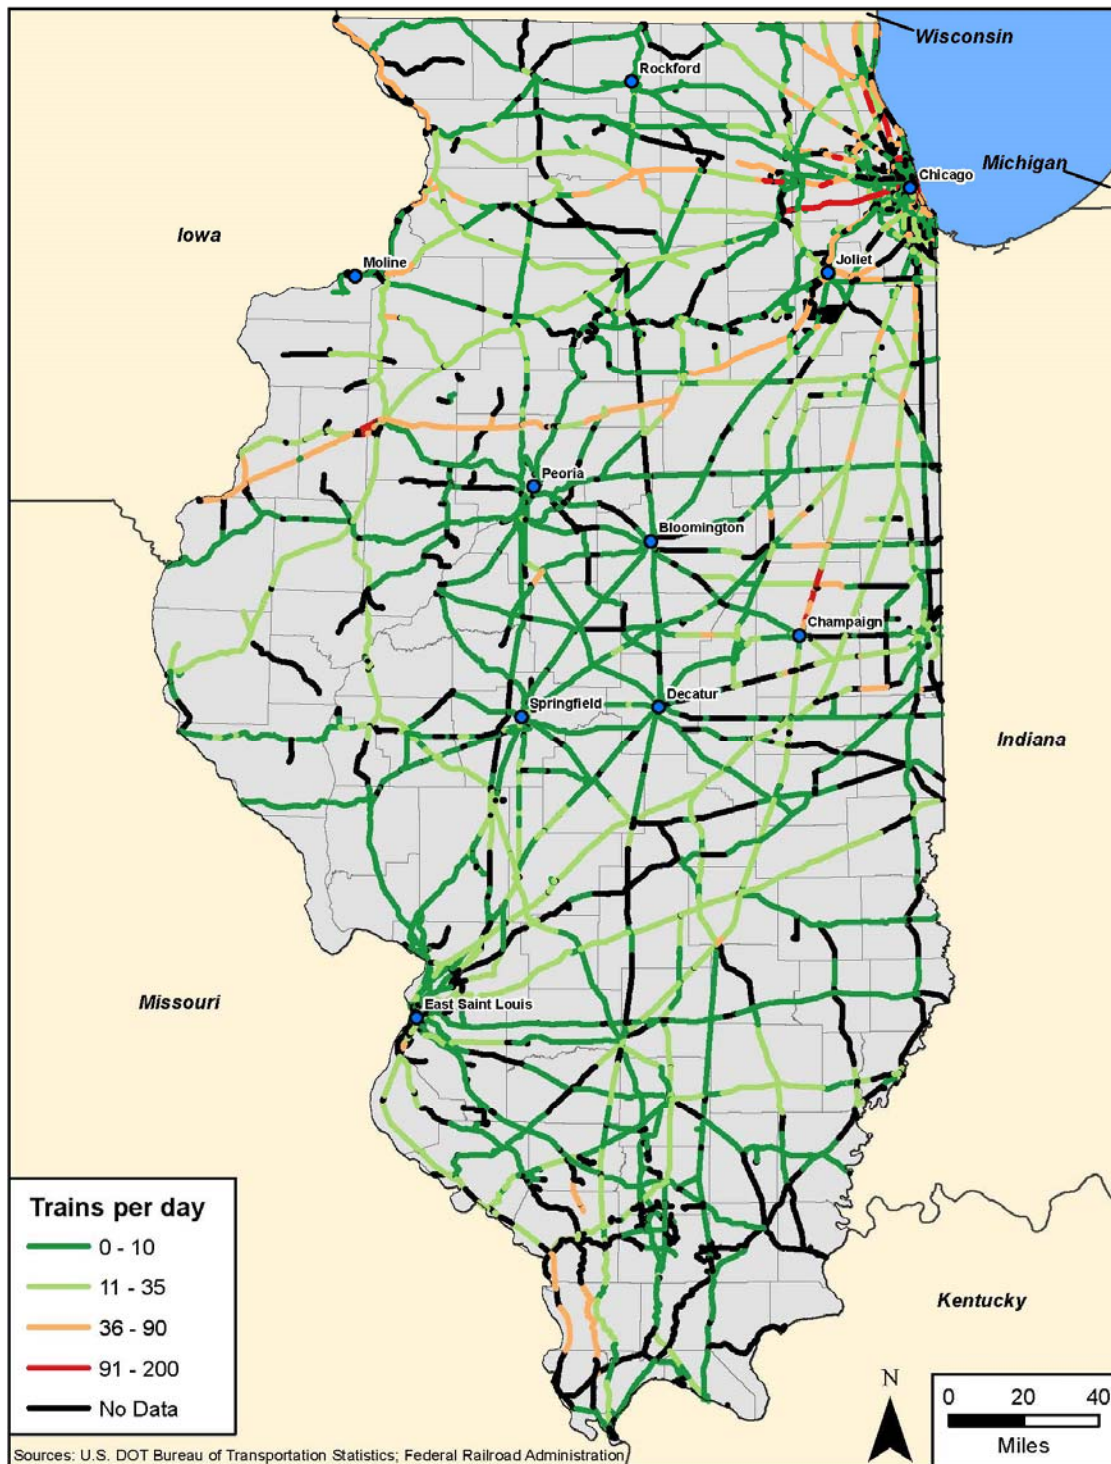 Wisconsin
Rockford
Michigan
Chicago
Iowa
Moline
Joliet
Peoria
Bloomington
Champaign
Springfield
Decatur
Indiana
Missouri
East Saint Louis
Kentucky
Trains per day
0 - 10
11 - 35
36 - 90
91 - 200
No Data
N
0 20 40
Miles
Sources: U.S. DOT Bureau of Transportation Statistics; Federal Railroad Administration